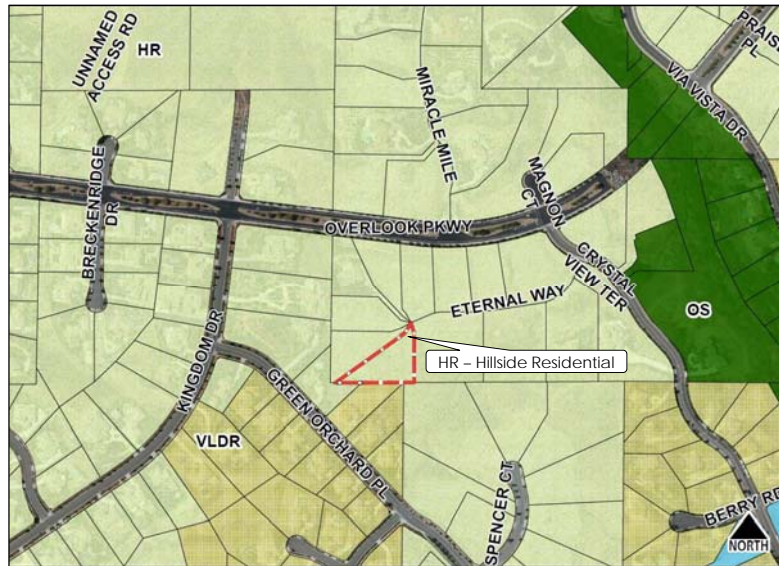 UNNAMED
ACCESS RD
HR
PRAISE
PL
VIA VISTA DR
MIRACLE MILE
MAGNON
CT
BRECKENRIDGE
DR
OVERLOOK PKWY
CRYSTAL
VIEW TER
ETERNAL WAY
OS
HR – Hillside Residential
KINGDOM DR
GREEN ORCHARD PL
VLDR
SPENCER CT
BERRY RD
NORTH